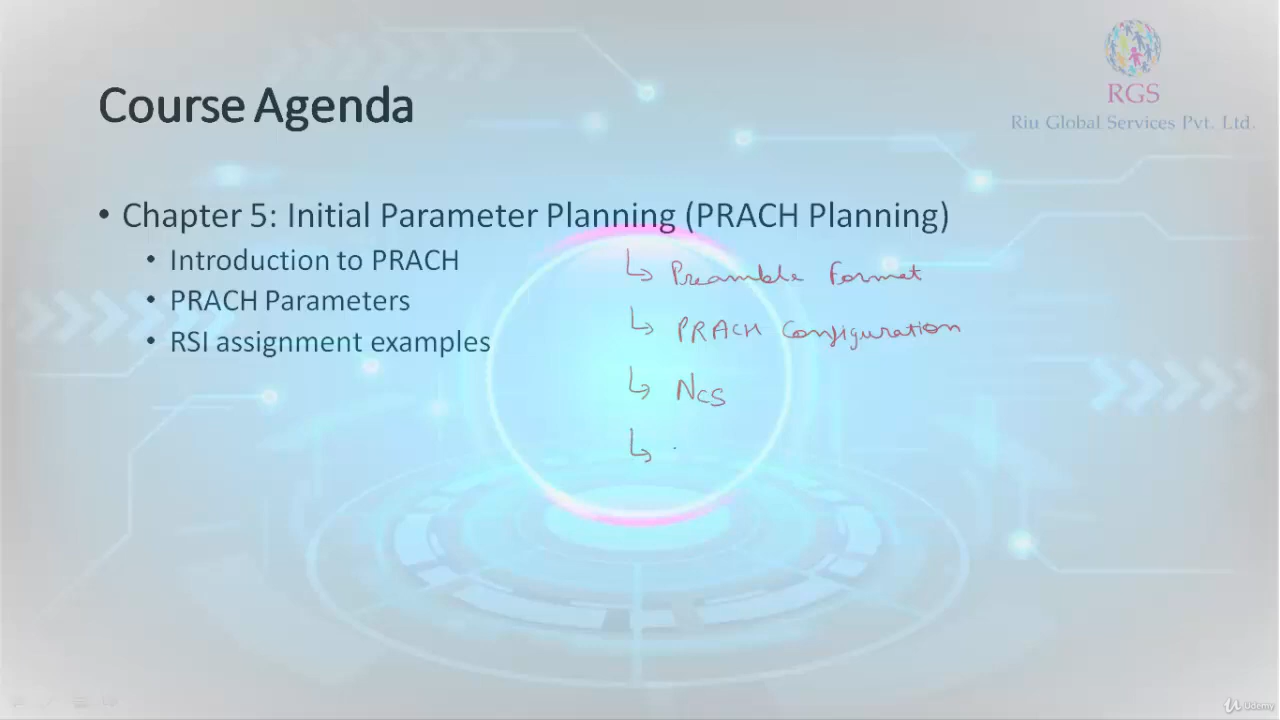 RGS
Riu Global Services Pvt. Ltd.
Course Agenda
• Chapter 5: Initial Parameter Planning (PRACH Planning)
• Introduction to PRACH
• PRACH Parameters
• RSI assignment examples
↳ Preamble Format
↳ PRACH Configuration
↳ NCS
↳
Udemy